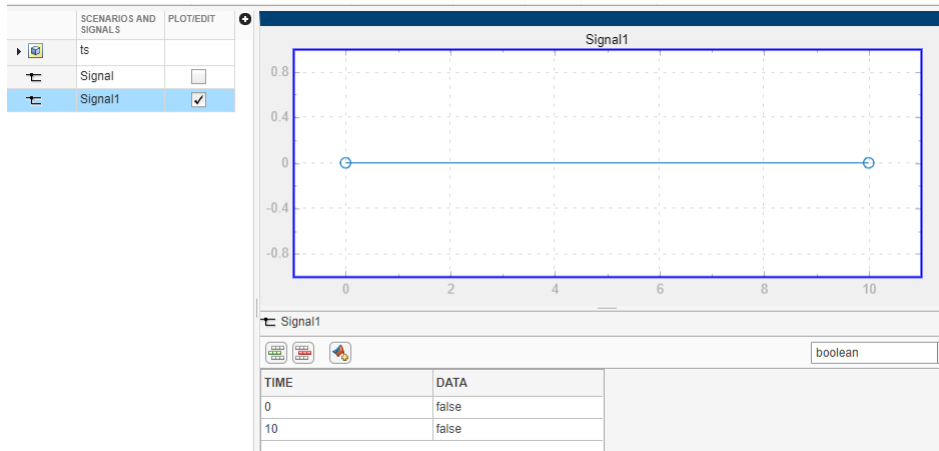 SCENARIOS AND SIGNALS PLOT/EDIT
ts
Signal
Signal1
Signal1
0.8
0.4
0
-0.4
-0.8
0 2 4 6 8 10
Signal1
boolean
TIME DATA
0 false
10 false